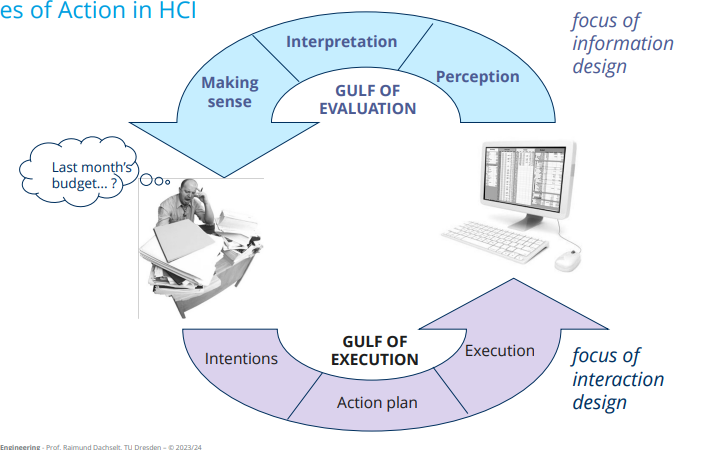 es of Action in HCI
focus of
information
design
Interpretation
Making
sense
Perception
GULF OF
EVALUATION
Last month's
budget... ?
GULF OF
EXECUTION
Intentions
Execution
Action plan
focus of
interaction
design
Engineering - Prof. Raimund Dachselt, TU Dresden – © 2023/24